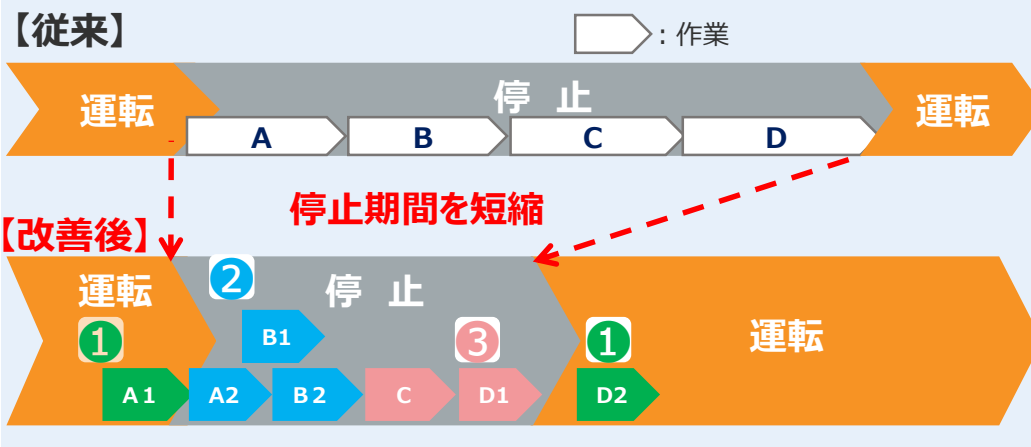 【従来】
：作業
運転
停 止
運転
A
B
C
D
停止期間を短縮
【改善後】
運転
2
停 止
1
B1
3
1
運転
A1
A2
B2
C
D1
D2